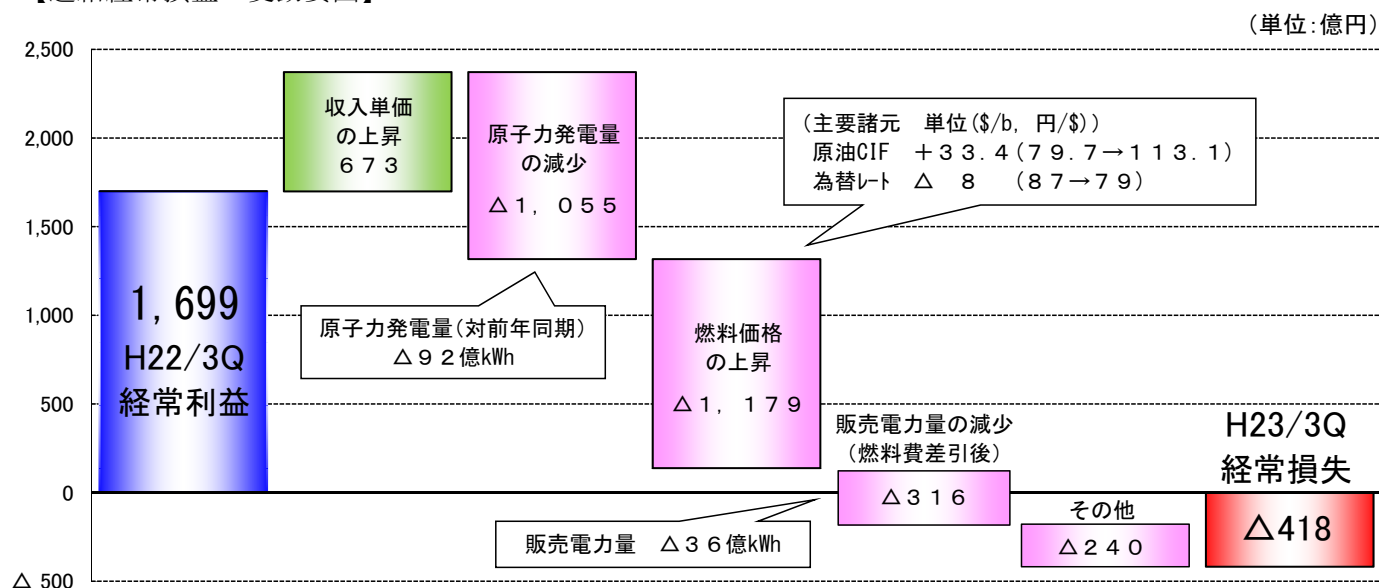 （単位:億円）
2,500
2,000
1,500
1,000
500
0
△ 500
1,699
H22/3Q
経常利益
収入単価
の上昇
６７３
原子力発電量
の減少
△１，０５５
原子力発電量(対前年同期)
△９２億kWh
(主要諸元　単位($/b, 円/$))
原油CIF　＋３３.４(７９.７→１１３.１)
為替ﾚｰﾄ　△　８　(８７→７９)
燃料価格
の上昇
△１，１７９
販売電力量の減少
(燃料費差引後)
△３１６
販売電力量　△３６億kWh
その他
△２４０
H23/3Q
経常損失
△418